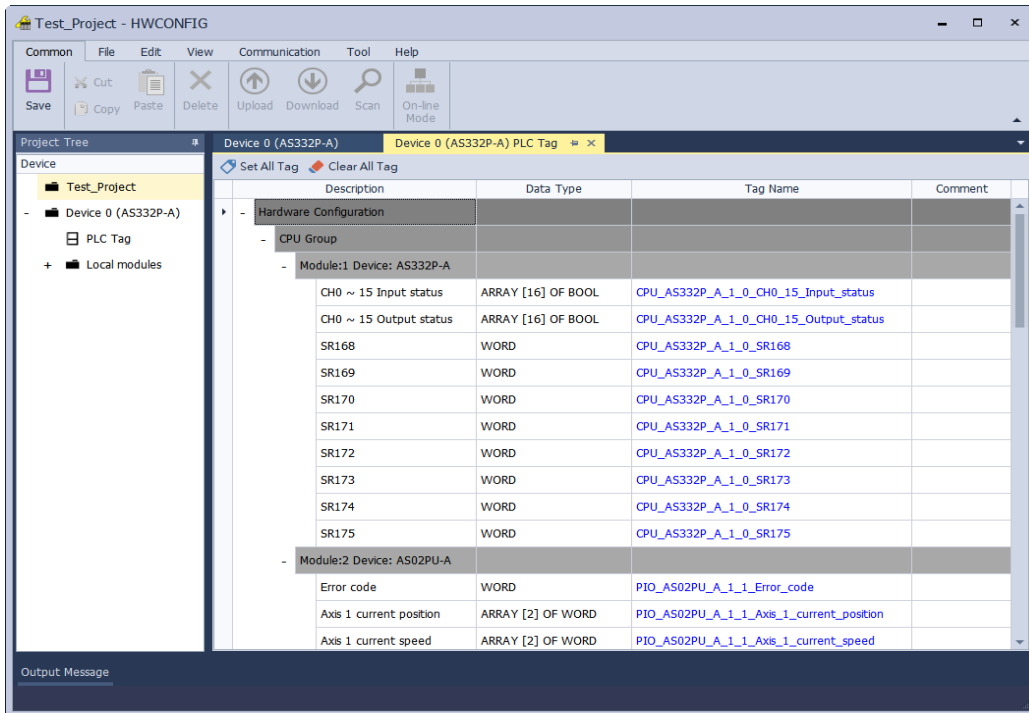 Test_Project - HWCONFIG
Common File Edit View Communication Tool Help
Save Cut Copy Paste Delete Upload Download Scan On-line Mode
Project Tree
Device
Test_Project
- Device 0 (AS332P-A)
PLC Tag
+ Local modules
Device 0 (AS332P-A) Device 0 (AS332P-A) PLC Tag
Set All Tag Clear All Tag
Description Data Type Tag Name Comment
- Hardware Configuration
- CPU Group
- Module:1 Device: AS332P-A
CH0 ~ 15 Input status ARRAY [16] OF BOOL CPU_AS332P_A_1_0_CH0_15_Input_status
CH0 ~ 15 Output status ARRAY [16] OF BOOL CPU_AS332P_A_1_0_CH0_15_Output_status
SR168 WORD CPU_AS332P_A_1_0_SR168
SR169 WORD CPU_AS332P_A_1_0_SR169
SR170 WORD CPU_AS332P_A_1_0_SR170
SR171 WORD CPU_AS332P_A_1_0_SR171
SR172 WORD CPU_AS332P_A_1_0_SR172
SR173 WORD CPU_AS332P_A_1_0_SR173
SR174 WORD CPU_AS332P_A_1_0_SR174
SR175 WORD CPU_AS332P_A_1_0_SR175
- Module:2 Device: AS02PU-A
Error code WORD PIO_AS02PU_A_1_1_Error_code
Axis 1 current position ARRAY [2] OF WORD PIO_AS02PU_A_1_1_Axis_1_current_position
Axis 1 current speed ARRAY [2] OF WORD PIO_AS02PU_A_1_1_Axis_1_current_speed
Output Message